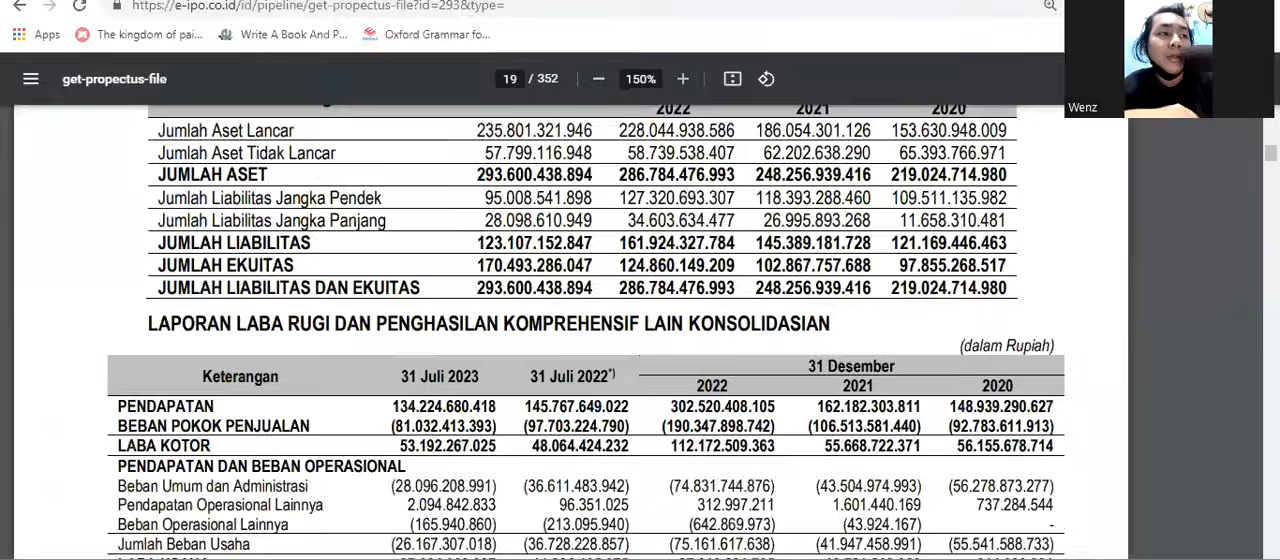 https://e-ipo.co.id/id/pipeline/get-propectus-file?id=293&type=
Apps The kingdom of pai... Write A Book And P... Oxford Grammar fo...
get-propectus-file 19 / 352 150%
Wenz
2022 2021 2020
Jumlah Aset Lancar 235.801.321.946 228.044.938.586 186.054.301.126 153.630.948.009
Jumlah Aset Tidak Lancar 57.799.116.948 58.739.538.407 62.202.638.290 65.393.766.971
JUMLAH ASET 293.600.438.894 286.784.476.993 248.256.939.416 219.024.714.980
Jumlah Liabilitas Jangka Pendek 95.008.541.898 127.320.693.307 118.393.288.460 109.511.135.982
Jumlah Liabilitas Jangka Panjang 28.098.610.949 34.603.634.477 26.995.893.268 11.658.310.481
JUMLAH LIABILITAS 123.107.152.847 161.924.327.784 145.389.181.728 121.169.446.463
JUMLAH EKUITAS 170.493.286.047 124.860.149.209 102.867.757.688 97.855.268.517
JUMLAH LIABILITAS DAN EKUITAS 293.600.438.894 286.784.476.993 248.256.939.416 219.024.714.980
LAPORAN LABA RUGI DAN PENGHASILAN KOMPREHENSIF LAIN KONSOLIDASIAN
(dalam Rupiah)
Keterangan 31 Juli 2023 31 Juli 2022*) 31 Desember
2022 2021 2020
PENDAPATAN 134.224.680.418 145.767.649.022 302.520.408.105 162.182.303.811 148.939.290.627
BEBAN POKOK PENJUALAN (81.032.413.393) (97.703.224.790) (190.347.898.742) (106.513.581.440) (92.783.611.913)
LABA KOTOR 53.192.267.025 48.064.424.232 112.172.509.363 55.668.722.371 56.155.678.714
PENDAPATAN DAN BEBAN OPERASIONAL
Beban Umum dan Administrasi (28.096.208.991) (36.611.483.942) (74.831.744.876) (43.504.974.993) (56.278.873.277)
Pendapatan Operasional Lainnya 2.094.842.833 96.351.025 312.997.211 1.601.440.169 737.284.544
Beban Operasional Lainnya (165.940.860) (213.095.940) (642.869.973) (43.924.167) -
Jumlah Beban Usaha (26.167.307.018) (36.728.228.857) (75.161.617.638) (41.947.458.991) (55.541.588.733)